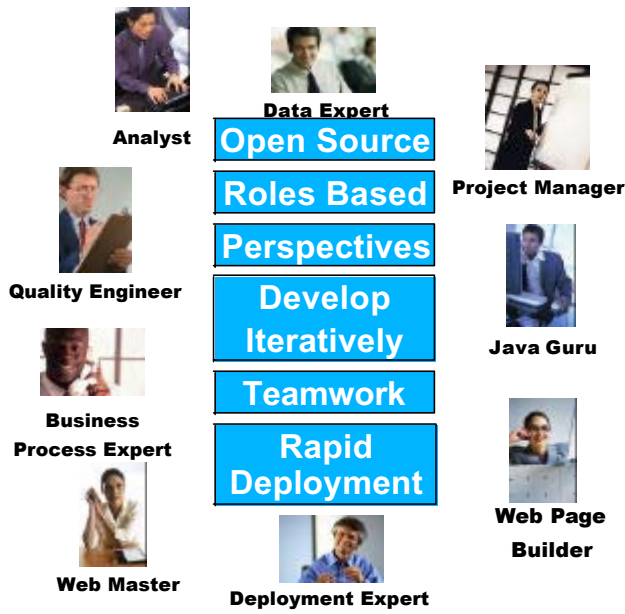 Data Expert
Analyst
Open Source
Roles Based
Project Manager
Perspectives
Quality Engineer
Develop
Iteratively
Java Guru
Teamwork
Business
Process Expert
Rapid
Deployment
Web Page
Builder
Web Master
Deployment Expert